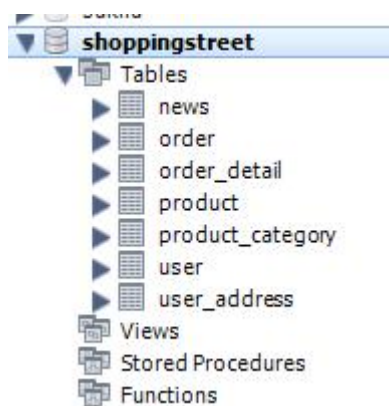 shoppingstreet
Tables
news
order
order_detail
product
product_category
user
user_address
Views
Stored Procedures
Functions